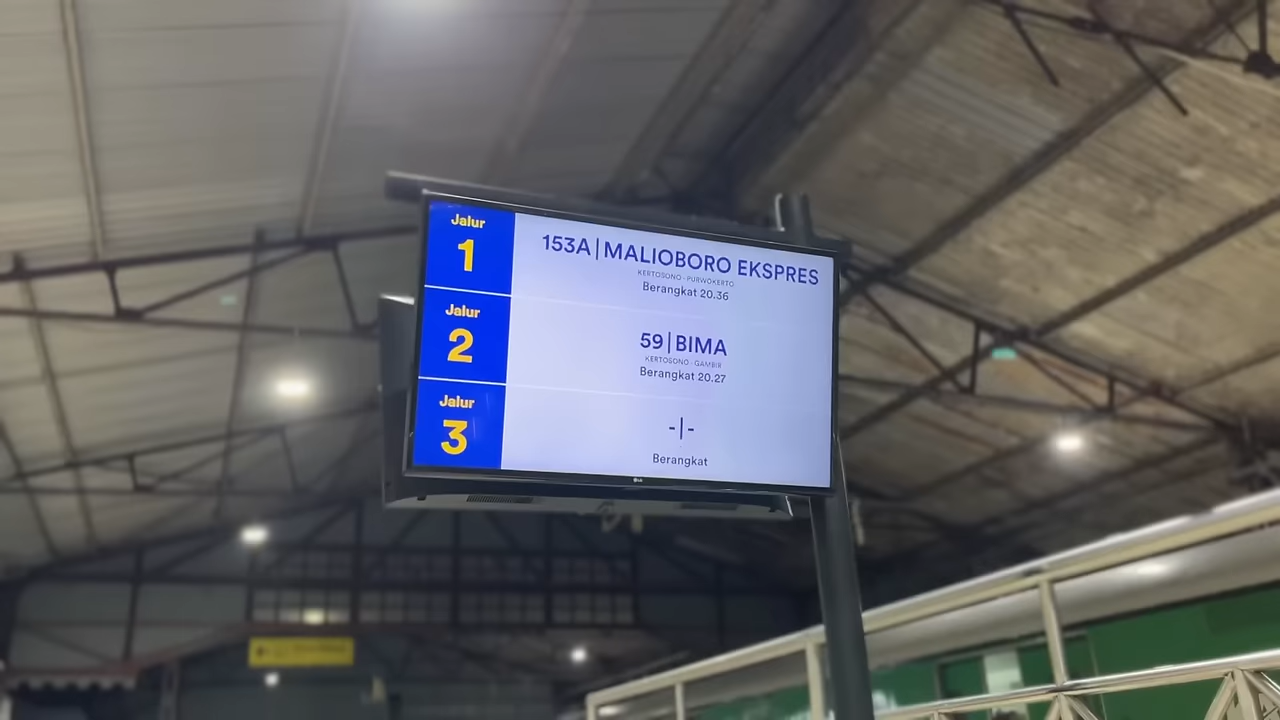 Jalur
1
153A|MALIOBORO EKSPRES
KERTOSONO - PURWOKERTO
Berangkat 20.36
Jalur
2
59|BIMA
KERTOSONO - GAMBIR
Berangkat 20.27
Jalur
3
-|-
Berangkat
LG